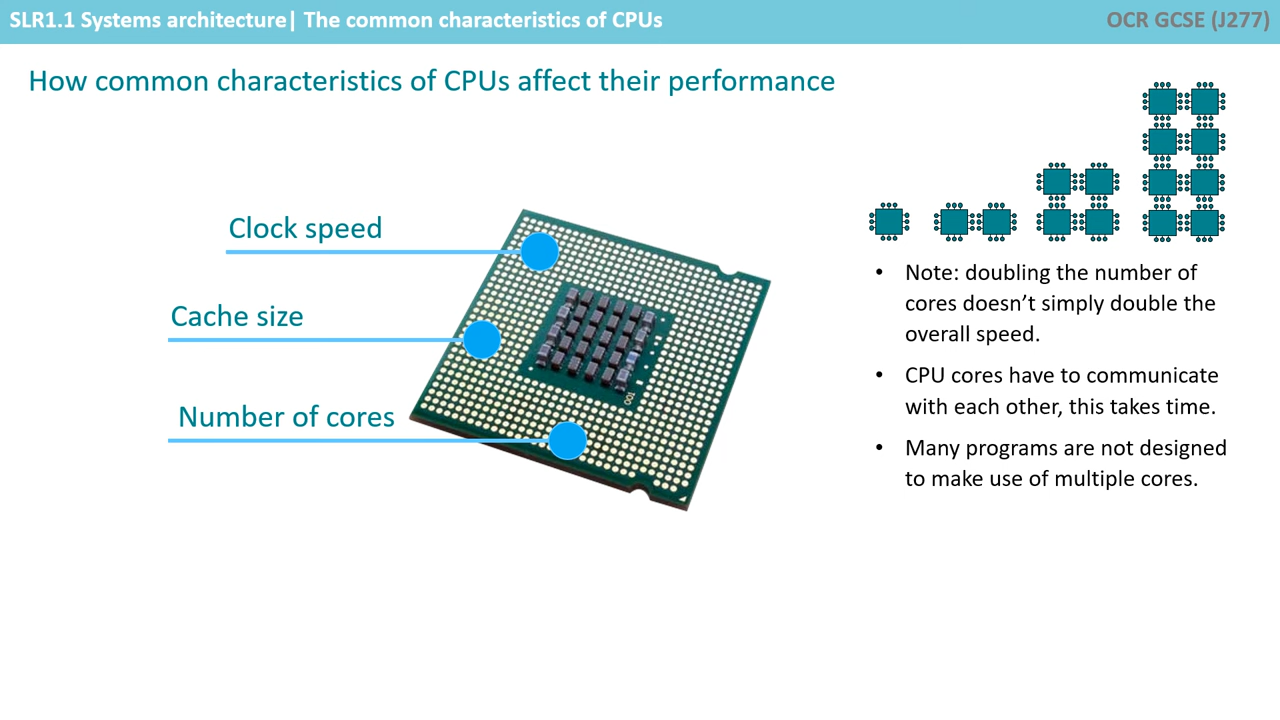 SLR1.1 Systems architecture| The common characteristics of CPUs
OCR GCSE (J277)
How common characteristics of CPUs affect their performance
Clock speed
Cache size
Number of cores
• Note: doubling the number of
cores doesn’t simply double the
overall speed.
• CPU cores have to communicate
with each other, this takes time.
• Many programs are not designed
to make use of multiple cores.